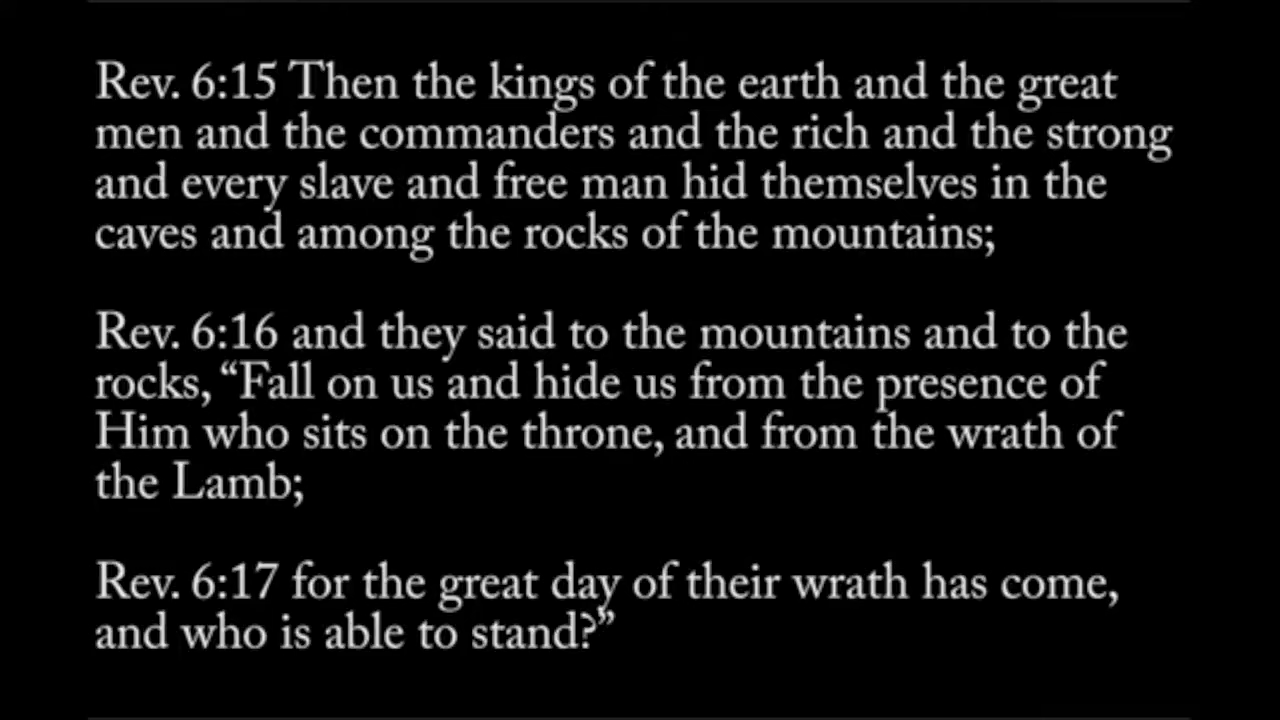 Rev. 6:15 Then the kings of the earth and the great
men and the commanders and the rich and the strong
and every slave and free man hid themselves in the
caves and among the rocks of the mountains;
Rev. 6:16 and they said to the mountains and to the
rocks, “Fall on us and hide us from the presence of
Him who sits on the throne, and from the wrath of
the Lamb;
Rev. 6:17 for the great day of their wrath has come,
and who is able to stand?”